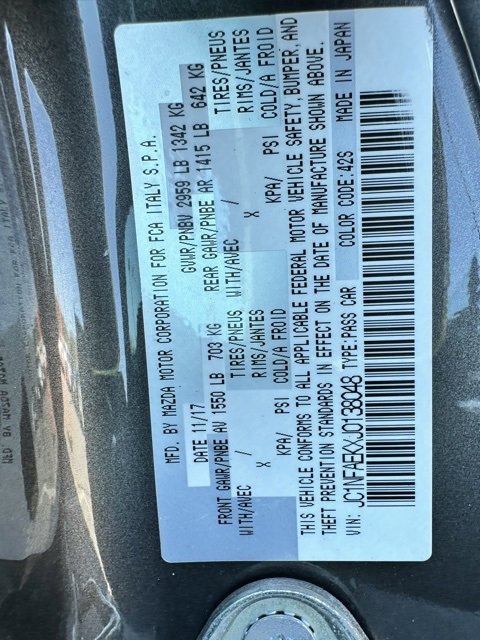 MFD. BY MAZDA MOTOR CORPORATION FOR FCA ITALY S.P.A.
DATE 11/17 GVWR/PNBV 2959 LB 1342 KG
FRONT GAWR/PNBE AV 1550 LB 703 KG REAR GAWR/PNBE AR 1415 LB 642 KG
WITH/AVEC TIRES/PNEUS WITH/AVEC TIRES/PNEUS
/ X RIMS/JANTES / X RIMS/JANTES
KPA/ PSI COLD/A FROID KPA/ PSI COLD/A FROID
THIS VEHICLE CONFORMS TO ALL APPLICABLE FEDERAL MOTOR VEHICLE SAFETY, BUMPER, AND
THEFT PREVENTION STANDARDS IN EFFECT ON THE DATE OF MANUFACTURE SHOWN ABOVE.
VIN: JC1NFAEKXJ0138048 TYPE:PASS CAR COLOR CODE:42S MADE IN JAPAN